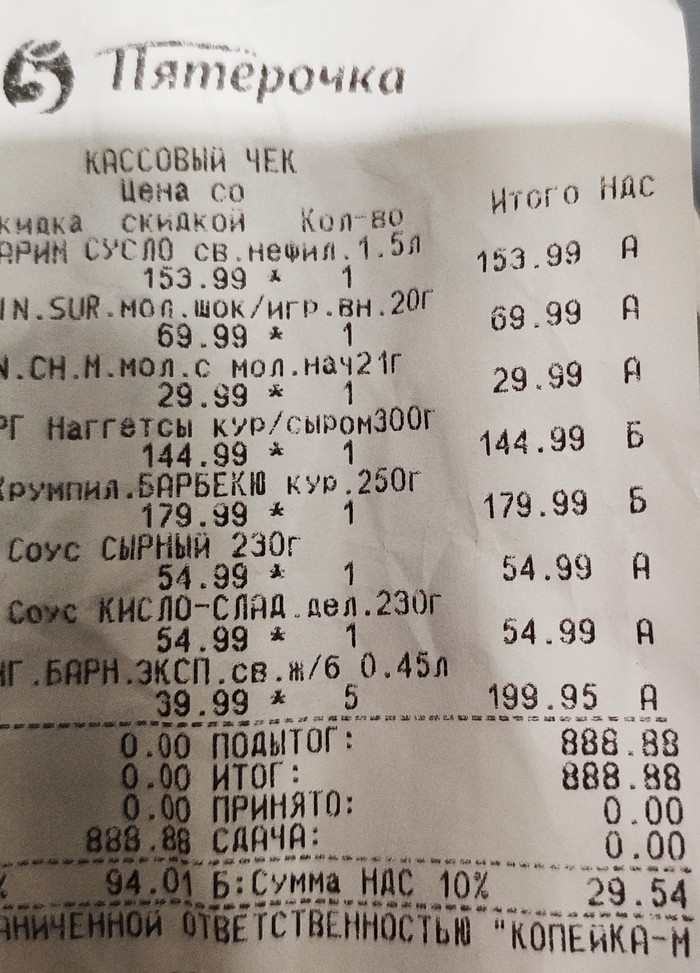 5 Пятёрочка
КАССОВЫЙ ЧЕК
Цена со
кидка скидкой Кол-во Итого НДС
АРИМ СУСЛО св.нефил.1.5л
153.99 * 1 153.99 А
IN.SUR.мол.шок/игр.вн.20г
69.99 * 1 69.99 А
N.CH.M.мол.с мол.нач21г
29.99 * 1 29.99 А
РГ Наггетсы кур/сыром300г
144.99 * 1 144.99 Б
Крумпил.БАРБЕКЮ кур.250г
179.99 * 1 179.99 Б
Соус СЫРНЫЙ 230г
54.99 * 1 54.99 А
Соус КИСЛО-СЛАД.дел.230г
54.99 * 1 54.99 А
НГ.БАРН.ЭКСП.св.ж/б 0.45л
39.99 * 5 199.95 А
0.00 ПОДЫТОГ: 888.88
0.00 ИТОГ: 888.88
0.00 ПРИНЯТО: 0.00
888.88 СДАЧА: 0.00
% 94.01 Б:Сумма НДС 10% 29.54
АНИЧЕННОЙ ОТВЕТСТВЕННОСТЬЮ "КОПЕЙКА-М